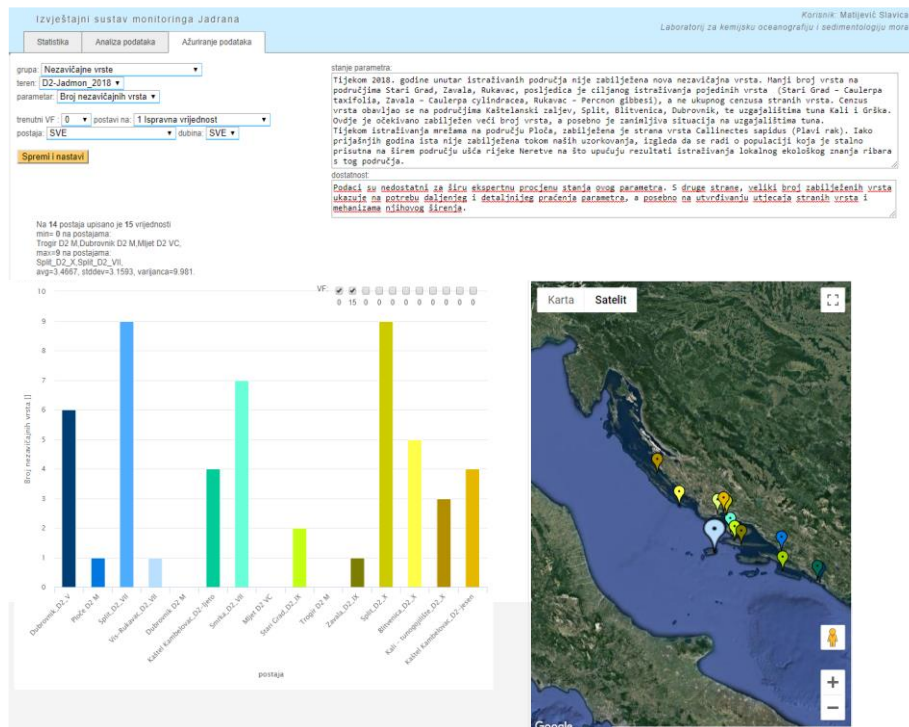 Izvještajni sustav monitoringa Jadrana
Korisnik: Matijević Slavica
Laboratorij za kemijsku oceanografiju i sedimentologiju mora
Statistika
Analiza podataka
Ažuriranje podataka
grupa: Nezavičajne vrste
teren: D2-Jadmon_2018
parametar: Broj nezavičajnih vrsta
trenutni VF : 0 postavi na: 1 Ispravna vrijednost
postaja: SVE dubina: SVE
Spremi i nastavi
stanje parametra:
Tijekom 2018. godine unutar istraživanih područja nije zabilježena nova nezavičajna vrsta. Manji broj vrsta na
područjima Stari Grad, Zavala, Rukavac, posljedica je ciljanog istraživanja pojedinih vrsta (Stari Grad – Caulerpa
taxifolia, Zavala – Caulerpa cylindracea, Rukavac – Percnon gibbesi), a ne ukupnog cenzusa stranih vrsta. Cenzus
vrsta obavljao se na područjima Kaštelanski zaljev, Split, Blitvenica, Dubrovnik, te uzgajalištima tuna Kali i Grška.
Ovdje je očekivano zabilježen veći broj vrsta, a posebno je zanimljiva situacija na uzgajalištima tuna.
Tijekom istraživanja mrežama na području Ploča, zabilježena je strana vrsta Callinectes sapidus (Plavi rak). Iako
prijašnjih godina ista nije zabilježena tokom naših uzorkovanja, izgleda da se radi o populaciji koja je stalno
prisutna na širem području ušća rijeke Neretve na što upućuju rezultati istraživanja lokalnog ekološkog znanja ribara
s tog područja.
dostatnost:
Podaci su nedostatni za širu ekspertnu procjenu stanja ovog parametra. S druge strane, veliki broj zabilježenih vrsta
ukazuje na potrebu daljenjeg i detaljnijeg praćenja parametra, a posebno na utvrđivanju utjecaja stranih vrsta i
mehanizama njihovog širenja.
Na 14 postaja upisano je 15 vrijednosti
min= 0 na postajama:
Trogir D2 M,Dubrovnik D2 M,Mljet D2 VC,
max=9 na postajama:
Split_D2_X,Split_D2_VII,
avg=3.4667, stddev=3.1593, varijanca=9.981.
VF:
0 15 0 0 0 0 0 0 0 0 0
10
9
8
7
6
5
4
3
2
1
0
Broj nezavičajnih vrsta []
Dubrovnik_D2_V
Ploče D2 M
Split_D2_VII
Vis-Rukavac_D2_VII
Dubrovnik D2 M
Kaštel Kambelovac_D2-ljeto
Smrka_D2_VII
Mljet D2 VC
Stari Grad_D2_IX
Trogir D2 M
Zavala_D2_IX
Split_D2_X
Blitvenica_D2_X
Kali - tunogojilište_D2_X
Kaštel Kambelovac_D2-jesen
postaja
Karta
Satelit
+
−
Google